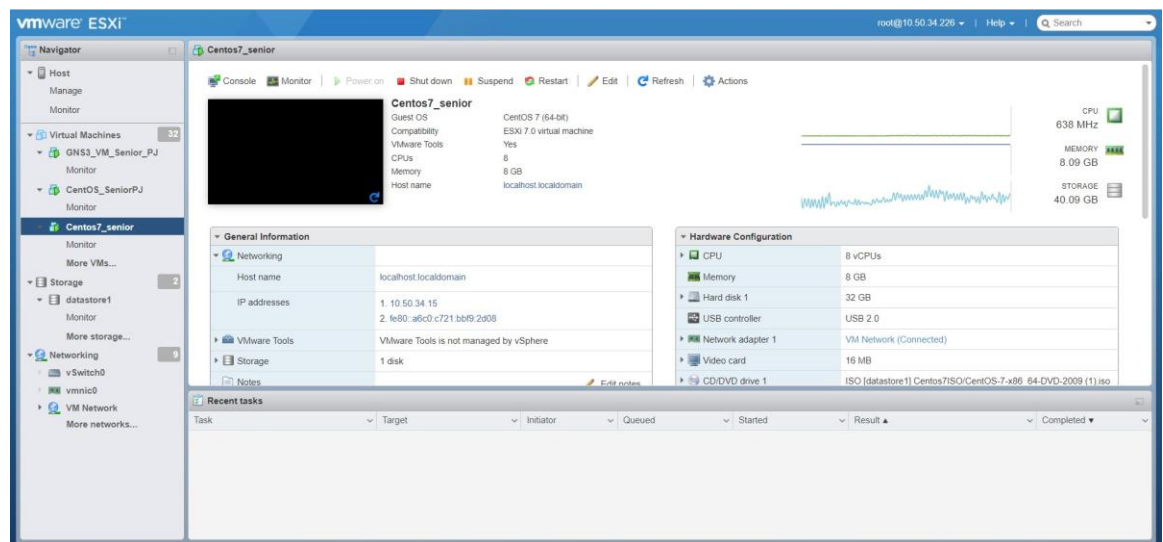 vmware ESXi
root@10.50.34.226 | Help | Search
Navigator
Host
Manage
Monitor
Virtual Machines 32
GNS3_VM_Senior_PJ
Monitor
CentOS_SeniorPJ
Monitor
Centos7_senior
Monitor
More VMs...
Storage 2
datastore1
Monitor
More storage...
Networking 9
vSwitch0
vmnic0
VM Network
More networks...
Centos7_senior
Console Monitor | Power on Shut down Suspend Restart | Edit | Refresh | Actions
Centos7_senior
Guest OS CentOS 7 (64-bit)
Compatibility ESXi 7.0 virtual machine
VMware Tools Yes
CPUs 8
Memory 8 GB
Host name localhost.localdomain
CPU
638 MHz
MEMORY
8.09 GB
STORAGE
40.09 GB
General Information
Networking
Host name localhost.localdomain
IP addresses 1. 10.50.34.15
2. fe80::a6c0:c721:bbf9:2d08
VMware Tools VMware Tools is not managed by vSphere
Storage 1 disk
Notes Edit notes
Hardware Configuration
CPU 8 vCPUs
Memory 8 GB
Hard disk 1 32 GB
USB controller USB 2.0
Network adapter 1 VM Network (Connected)
Video card 16 MB
CD/DVD drive 1 ISO [datastore1] Centos7ISO/CentOS-7-x86_64-DVD-2009 (1).iso
Recent tasks
Task Target Initiator Queued Started Result Completed